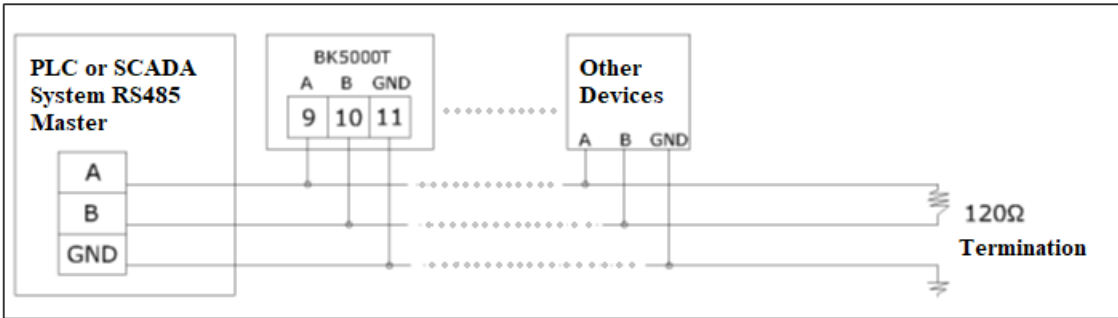 PLC or SCADA
System RS485
Master
A
B
GND
BK5000T
A B GND
9 10 11
Other
Devices
A B GND
120Ω
Termination